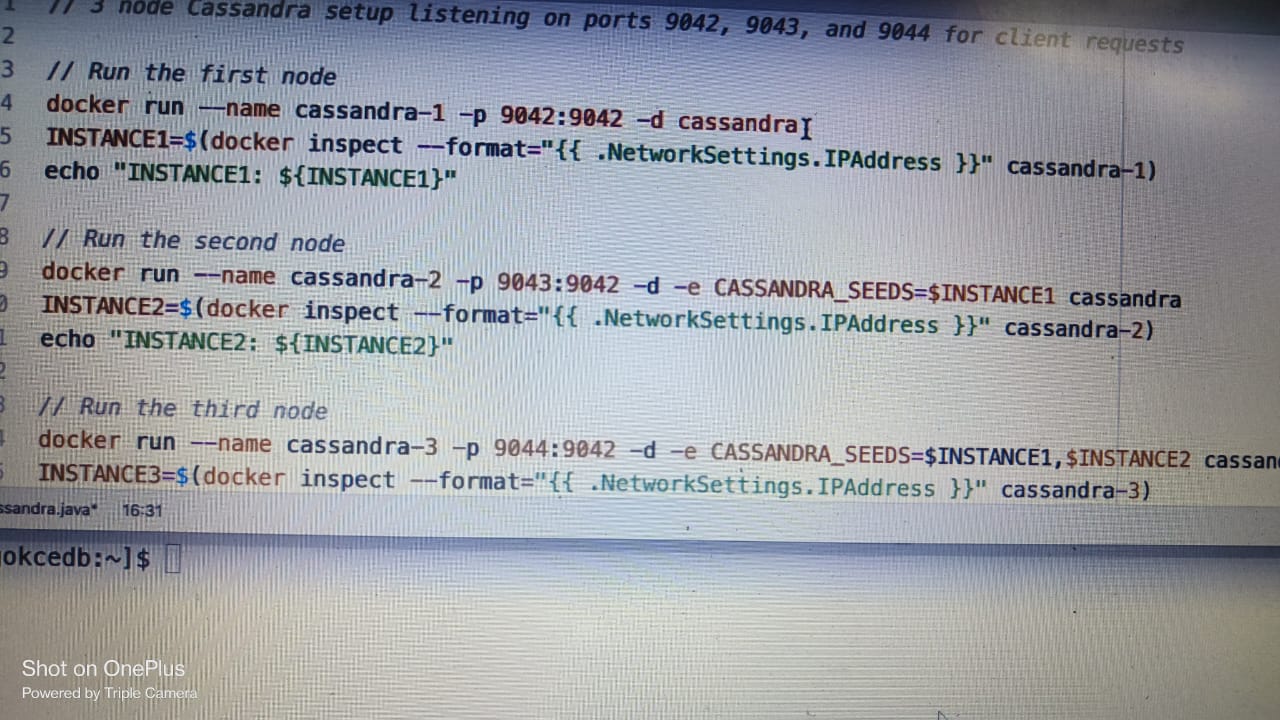 1 // 3 node Cassandra setup listening on ports 9042, 9043, and 9044 for client requests
2
3 // Run the first node
4 docker run --name cassandra-1 -p 9042:9042 -d cassandra
5 INSTANCE1=$(docker inspect --format="{{ .NetworkSettings.IPAddress }}" cassandra-1)
6 echo "INSTANCE1: ${INSTANCE1}"
7
8 // Run the second node
9 docker run --name cassandra-2 -p 9043:9042 -d -e CASSANDRA_SEEDS=$INSTANCE1 cassandra
0 INSTANCE2=$(docker inspect --format="{{ .NetworkSettings.IPAddress }}" cassandra-2)
1 echo "INSTANCE2: ${INSTANCE2}"
2
3 // Run the third node
4 docker run --name cassandra-3 -p 9044:9042 -d -e CASSANDRA_SEEDS=$INSTANCE1,$INSTANCE2 cassan
5 INSTANCE3=$(docker inspect --format="{{ .NetworkSettings.IPAddress }}" cassandra-3)
ssandra.java* 16:31
okcedb:~]$
Shot on OnePlus
Powered by Triple Camera